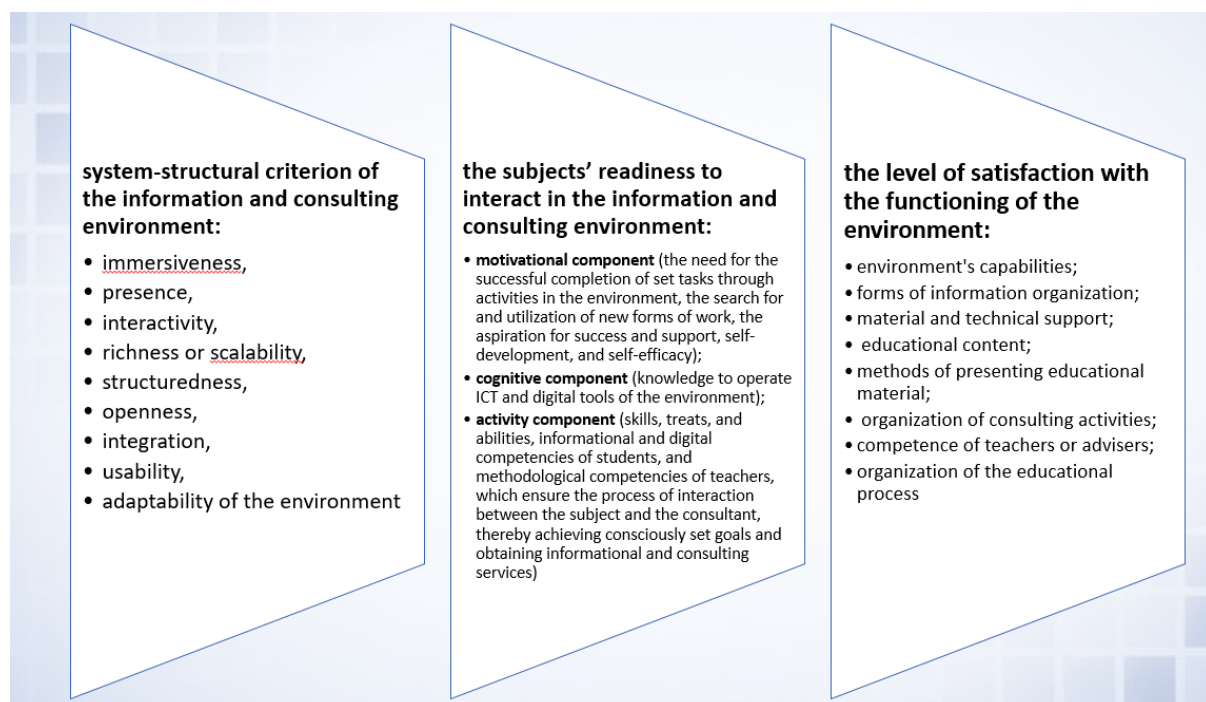 system-structural criterion of
the information and consulting
environment:
• immersiveness,
• presence,
• interactivity,
• richness or scalability,
• structuredness,
• openness,
• integration,
• usability,
• adaptability of the environment
the subjects’ readiness to
interact in the information and
consulting environment:
• motivational component (the need for the
successful completion of set tasks through
activities in the environment, the search for
and utilization of new forms of work, the
aspiration for success and support, self-
development, and self-efficacy);
• cognitive component (knowledge to operate
ICT and digital tools of the environment);
• activity component (skills, treats, and
abilities, informational and digital
competencies of students, and
methodological competencies of teachers,
which ensure the process of interaction
between the subject and the consultant,
thereby achieving consciously set goals and
obtaining informational and consulting
services)
the level of satisfaction with
the functioning of the
environment:
• environment's capabilities;
• forms of information organization;
• material and technical support;
• educational content;
• methods of presenting educational
material;
• organization of consulting activities;
• competence of teachers or advisers;
• organization of the educational
process